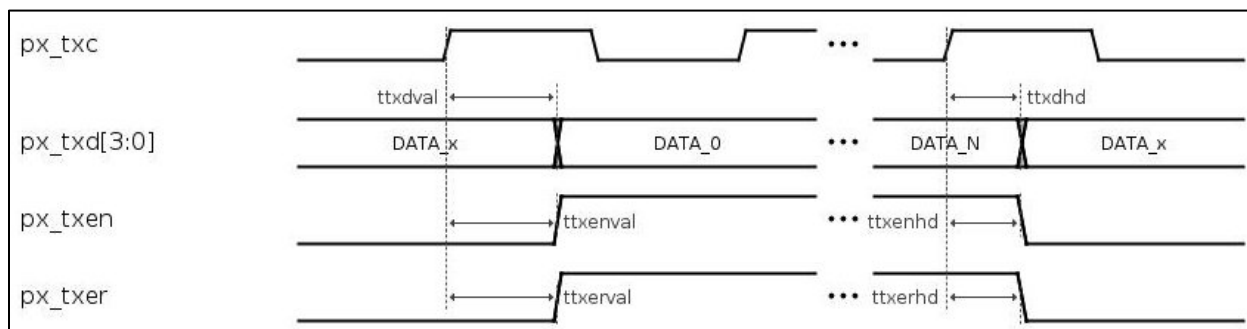 px_txc
ttxdval ttxdhd
px_txd[3:0] DATA_x DATA_0 DATA_N DATA_x
px_txen ttxenval ttxenhd
px_txer ttxerval ttxerhd